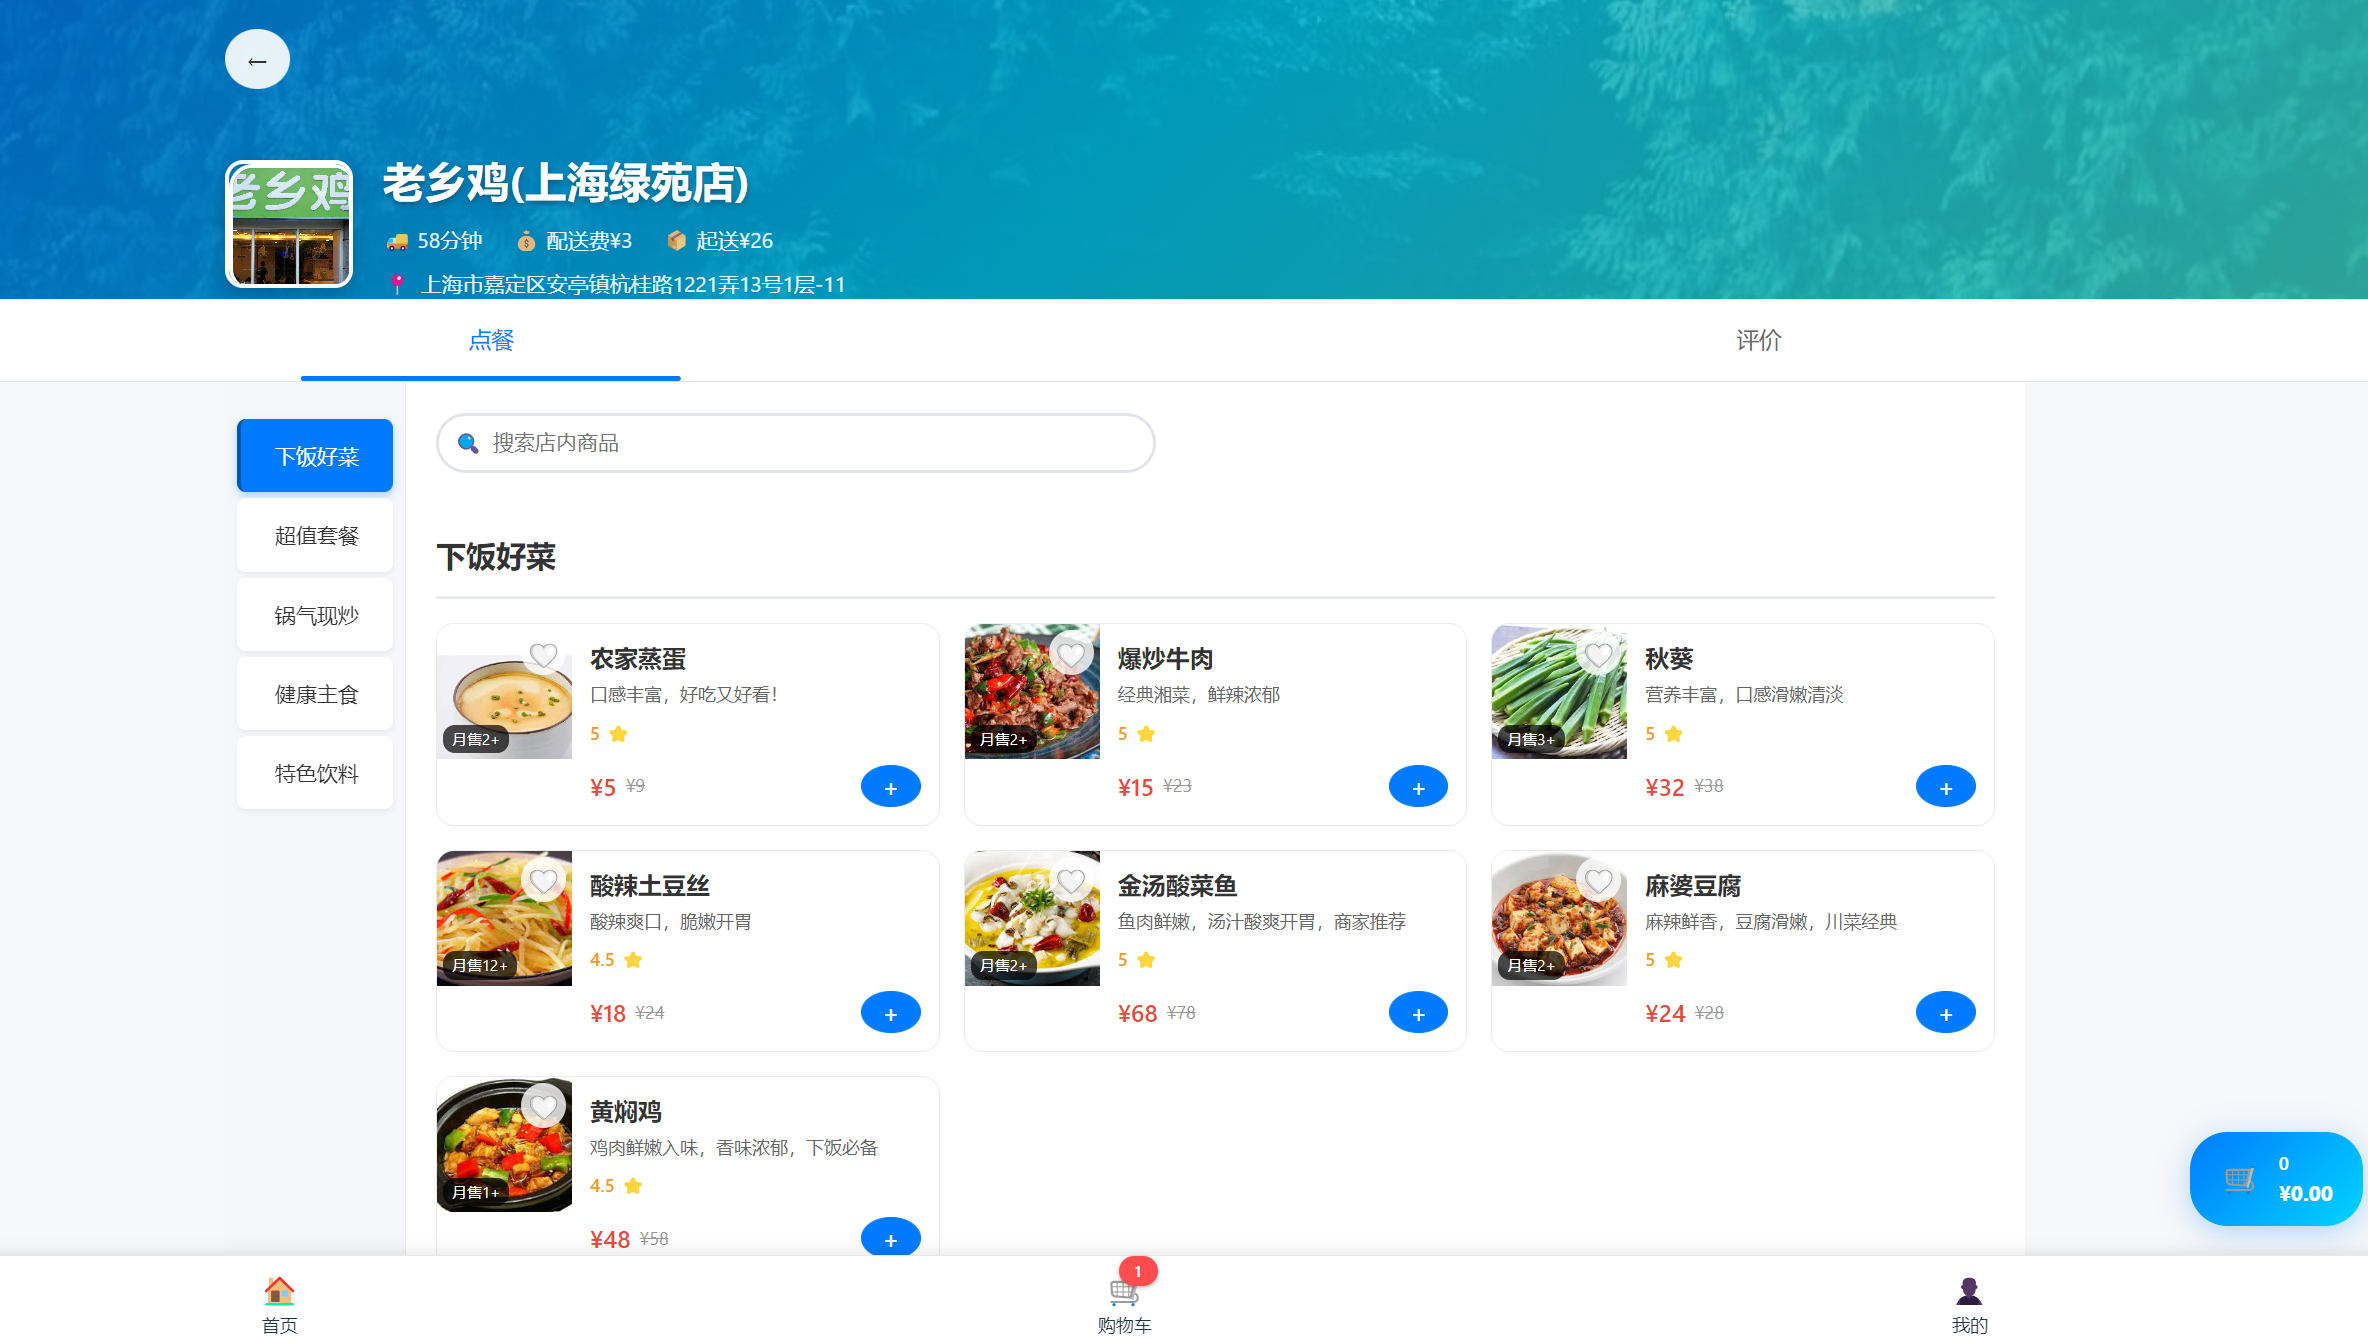 ←
老乡鸡
老乡鸡(上海绿苑店)
58分钟 配送费¥3 起送¥26
上海市嘉定区安亭镇杭桂路1221弄13号1层-11
点餐
评价
下饭好菜
超值套餐
锅气现炒
健康主食
特色饮料
搜索店内商品
下饭好菜
农家蒸蛋
口感丰富，好吃又好看！
5
月售2+
¥5 ¥9
+
爆炒牛肉
经典湘菜，鲜辣浓郁
5
月售2+
¥15 ¥23
+
秋葵
营养丰富，口感滑嫩清淡
5
月售3+
¥32 ¥38
+
酸辣土豆丝
酸辣爽口，脆嫩开胃
4.5
月售12+
¥18 ¥24
+
金汤酸菜鱼
鱼肉鲜嫩，汤汁酸爽开胃，商家推荐
5
月售2+
¥68 ¥78
+
麻婆豆腐
麻辣鲜香，豆腐滑嫩，川菜经典
5
月售2+
¥24 ¥28
+
黄焖鸡
鸡肉鲜嫩入味，香味浓郁，下饭必备
4.5
月售1+
¥48 ¥58
+
0
¥0.00
首页
1
购物车
我的